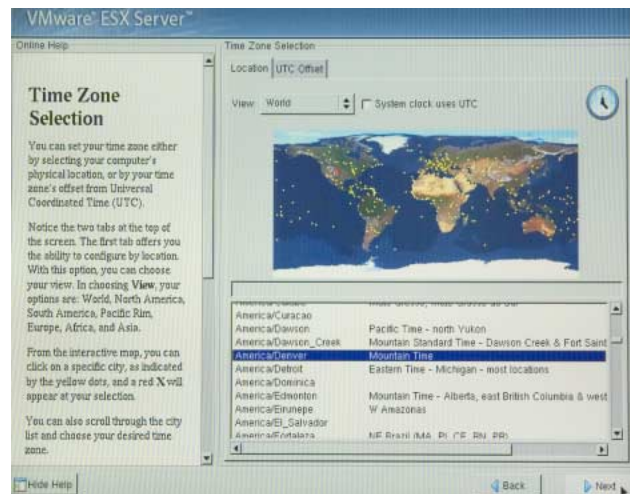 VMware® ESX Server™
Online Help
Time Zone
Selection
You can set your time zone either
by selecting your computer's
physical location, or by your time
zone's offset from Universal
Coordinated Time (UTC).
Notice the two tabs at the top of
the screen. The first tab offers you
the ability to configure by location.
With this option, you can choose
your view. In choosing View, your
options are: World, North America,
South America, Pacific Rim,
Europe, Africa, and Asia.
From the interactive map, you can
click on a specific city, as indicated
by the yellow dots, and a red X will
appear at your selection.
You can also scroll through the city
list and choose your desired time
zone.
Time Zone Selection
Location UTC Offset
View: World System clock uses UTC
America/Curacao
America/Dawson Pacific Time - north Yukon
America/Dawson_Creek Mountain Standard Time - Dawson Creek & Fort Saint
America/Denver Mountain Time
America/Detroit Eastern Time - Michigan - most locations
America/Dominica
America/Edmonton Mountain Time - Alberta, east British Columbia & west
America/Eirunepe W Amazonas
America/El_Salvador
America/Fortaleza NE Brazil (MA, PI, CE, RN, PR)
Hide Help Back Next